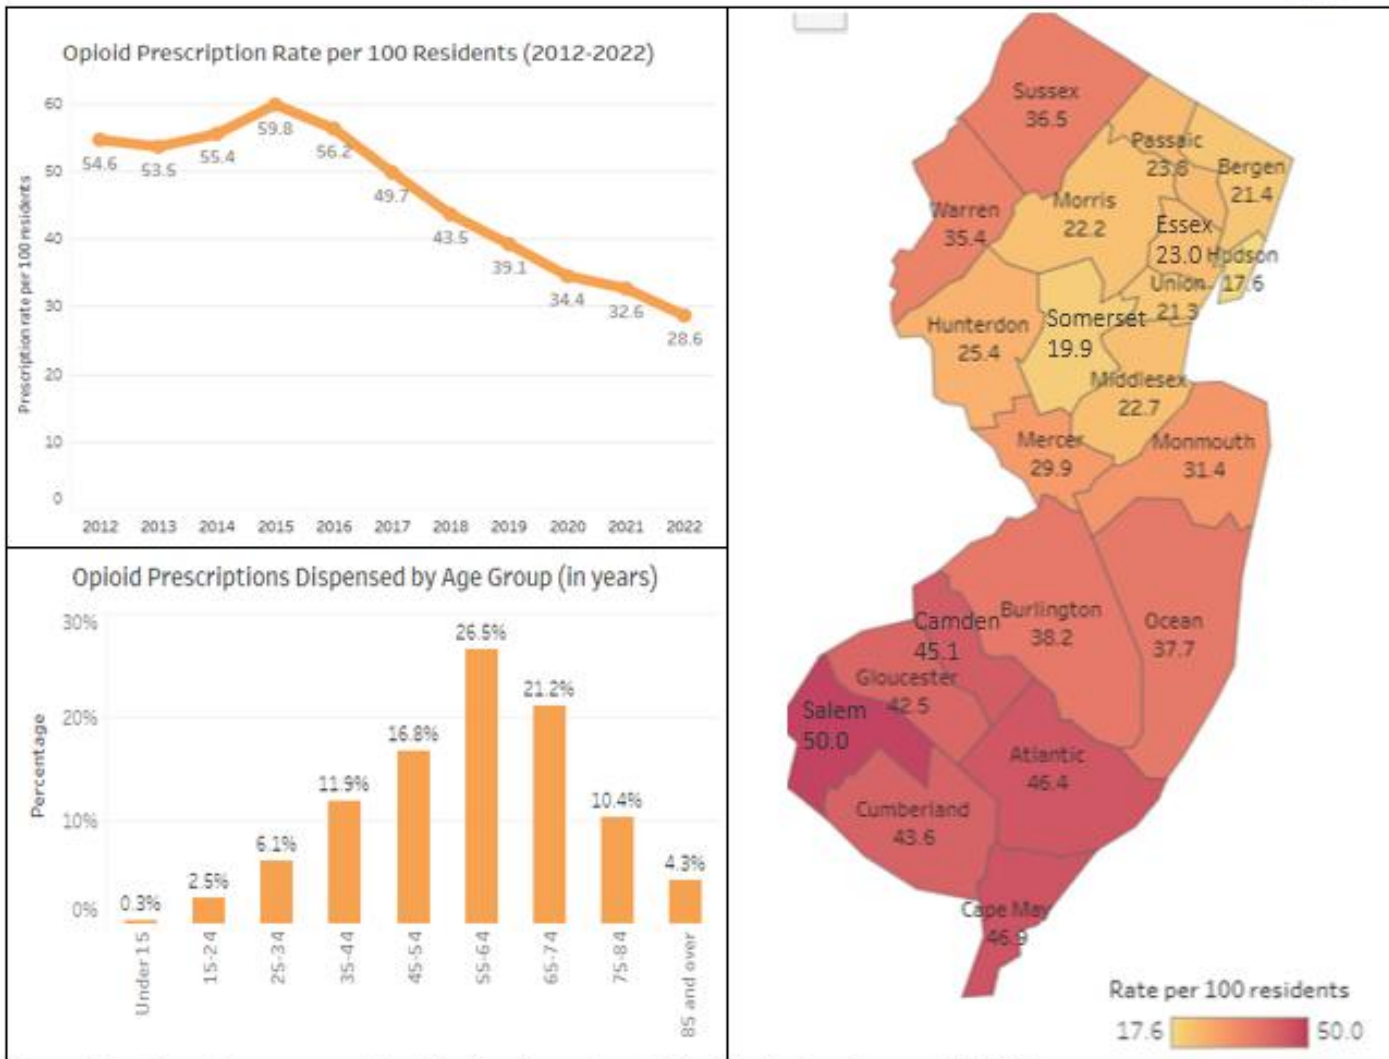 Opioid Prescription Rate per 100 Residents (2012-2022)
Prescription rate per 100 residents
60
50
40
30
20
10
0
54.6
53.5
55.4
59.8
56.2
49.7
43.5
39.1
34.4
32.6
28.6
2012 2013 2014 2015 2016 2017 2018 2019 2020 2021 2022
Opioid Prescriptions Dispensed by Age Group (in years)
Percentage
30%
20%
10%
0%
0.3%
2.5%
6.1%
11.9%
16.8%
26.5%
21.2%
10.4%
4.3%
Under 15
15-24
25-34
35-44
45-54
55-64
65-74
75-84
85 and over
Sussex
36.5
Passaic
23.8
Bergen
21.4
Warren
35.4
Morris
22.2
Essex
23.0
Hudson
17.6
Union
21.3
Hunterdon
25.4
Somerset
19.9
Middlesex
22.7
Mercer
29.9
Monmouth
31.4
Burlington
38.2
Ocean
37.7
Camden
45.1
Gloucester
42.5
Salem
50.0
Atlantic
46.4
Cumberland
43.6
Cape May
46.9
Rate per 100 residents
17.6 50.0